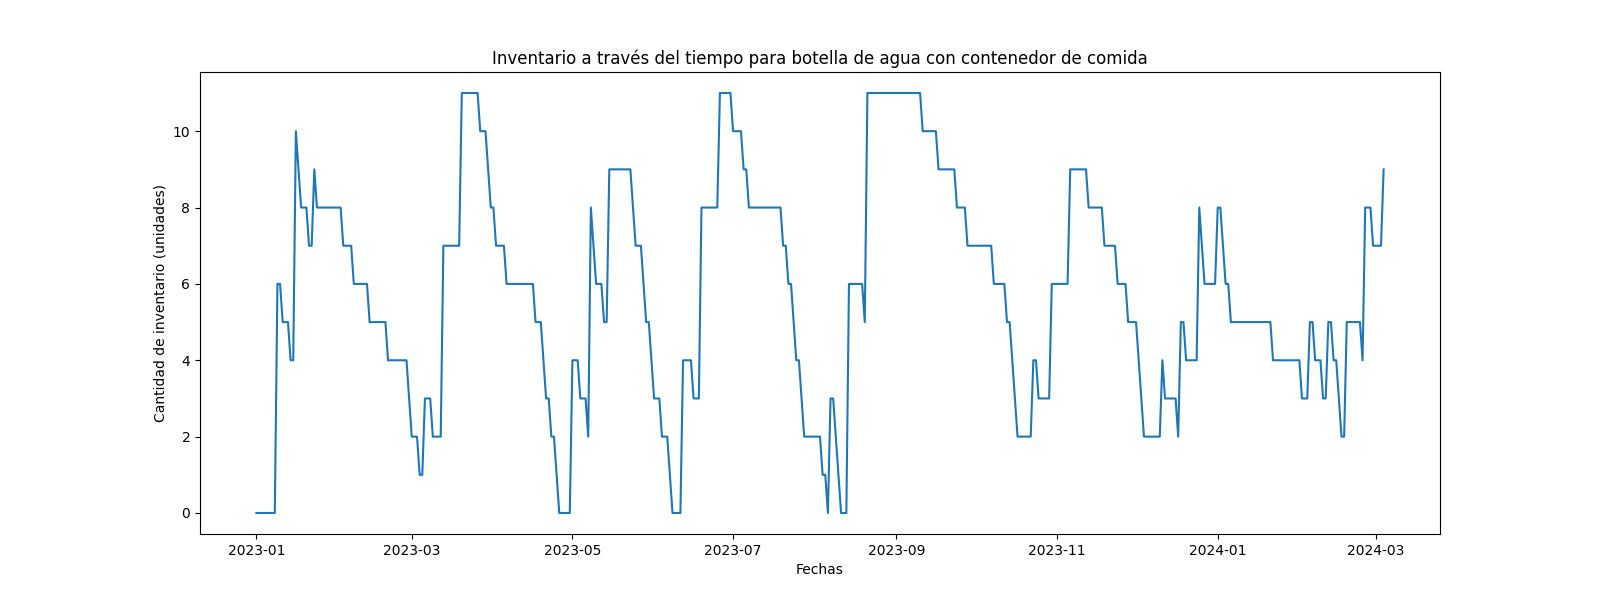 Inventario a través del tiempo para botella de agua con contenedor de comida
Cantidad de inventario (unidades)
10
8
6
4
2
0
2023-01 2023-03 2023-05 2023-07 2023-09 2023-11 2024-01 2024-03
Fechas